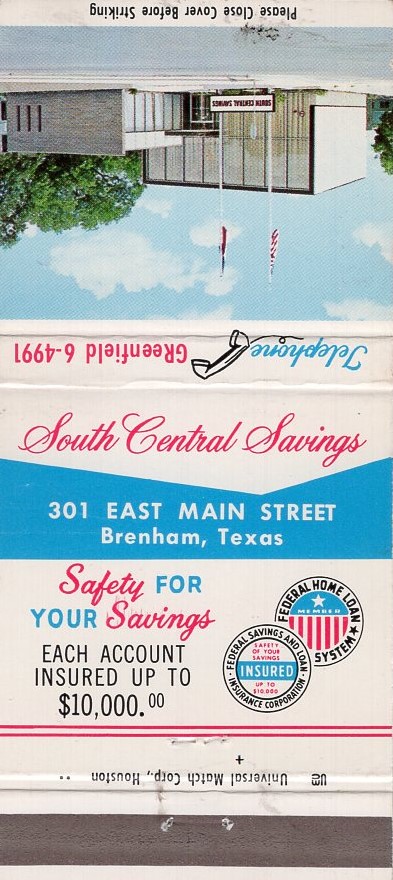 Please Close Cover Before Striking
SOUTH CENTRAL SAVINGS
Telephone GReenfield 6-4991
South Central Savings
301 EAST MAIN STREET
Brenham, Texas
Safety FOR
YOUR Savings
EACH ACCOUNT
INSURED UP TO
$10,000.00
FEDERAL HOME LOAN
MEMBER
SYSTEM
FEDERAL SAVINGS AND LOAN
SAFETY
OF YOUR
SAVINGS
INSURED
UP TO
$10,000
INSURANCE CORPORATION
Universal Match Corp., Houston